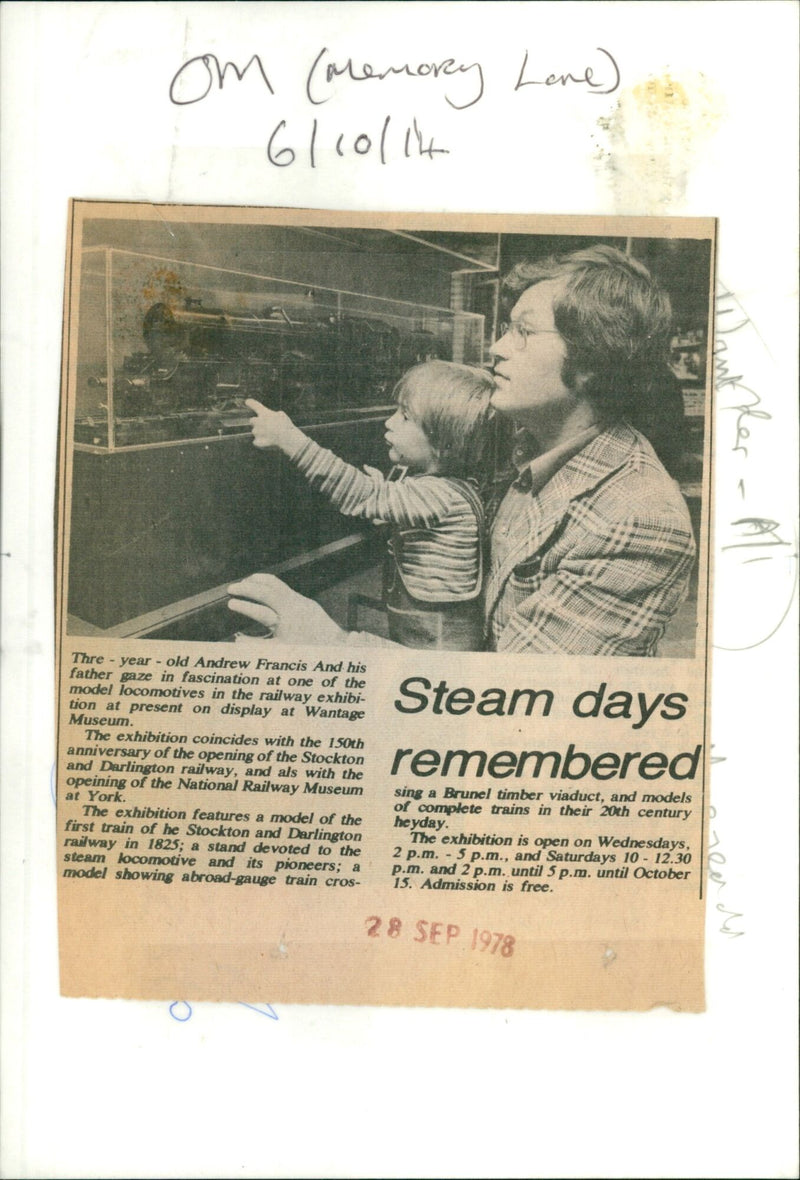 OM (Memory Lane)
6/10/14
Thre - year - old Andrew Francis And his
father gaze in fascination at one of the
model locomotives in the railway exhibi-
tion at present on display at Wantage
Museum.
The exhibition coincides with the 150th
anniversary of the opening of the Stockton
and Darlington railway, and als with the
opeining of the National Railway Museum
at York.
The exhibition features a model of the
first train of he Stockton and Darlington
railway in 1825; a stand devoted to the
steam locomotive and its pioneers; a
model showing abroad-gauge train cros-
Steam days
remembered
sing a Brunel timber viaduct, and models
of complete trains in their 20th century
heyday.
The exhibition is open on Wednesdays,
2 p.m. - 5 p.m., and Saturdays 10 - 12.30
p.m. and 2 p.m. until 5 p.m. until October
15. Admission is free.
28 SEP 1978